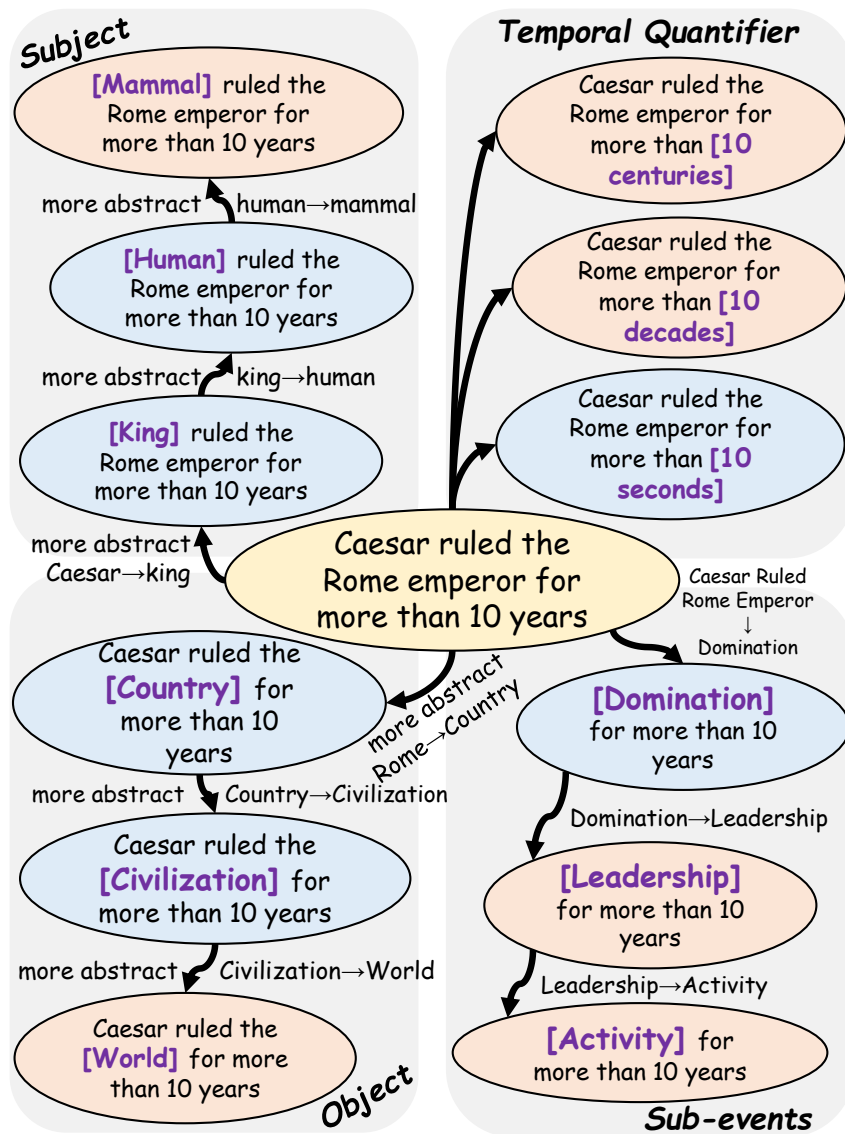 Subject
[Mammal] ruled the
Rome emperor for
more than 10 years
more abstract
human→mammal
[Human] ruled the
Rome emperor for
more than 10 years
more abstract
king→human
[King] ruled the
Rome emperor for
more than 10 years
more abstract
Caesar→king
Temporal Quantifier
Caesar ruled the
Rome emperor for
more than [10
centuries]
Caesar ruled the
Rome emperor for
more than [10
decades]
Caesar ruled the
Rome emperor for
more than [10
seconds]
Caesar ruled the
Rome emperor for
more than 10 years
Caesar ruled the
[Country] for
more than 10
years
more abstract
Rome→Country
more abstract
Country→Civilization
Caesar ruled the
[Civilization] for
more than 10 years
more abstract
Civilization→World
Caesar ruled the
[World] for more
than 10 years
Object
Caesar Ruled
Rome Emperor
↓
Domination
[Domination]
for more than 10
years
Domination→Leadership
[Leadership]
for more than 10
years
Leadership→Activity
[Activity] for
more than 10 years
Sub-events